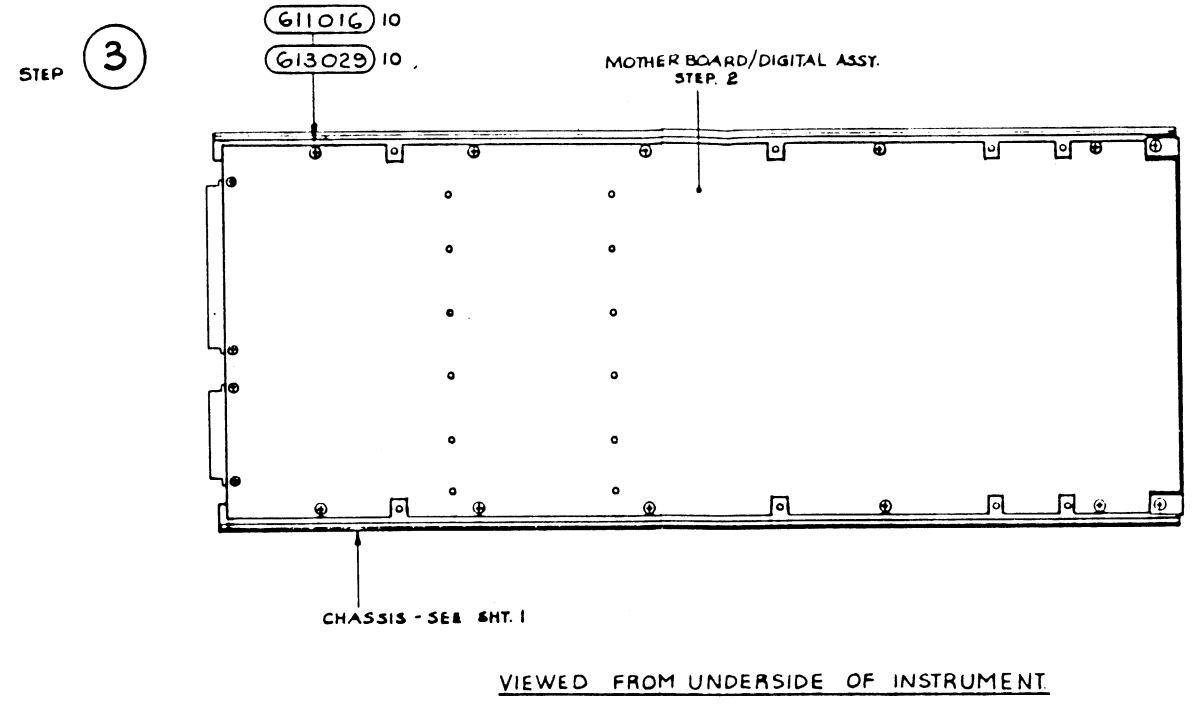 STEP 3
611016 10
613029 10
MOTHER BOARD/DIGITAL ASSY.
STEP. 2
CHASSIS - SEE SHT. 1
VIEWED FROM UNDERSIDE OF INSTRUMENT.